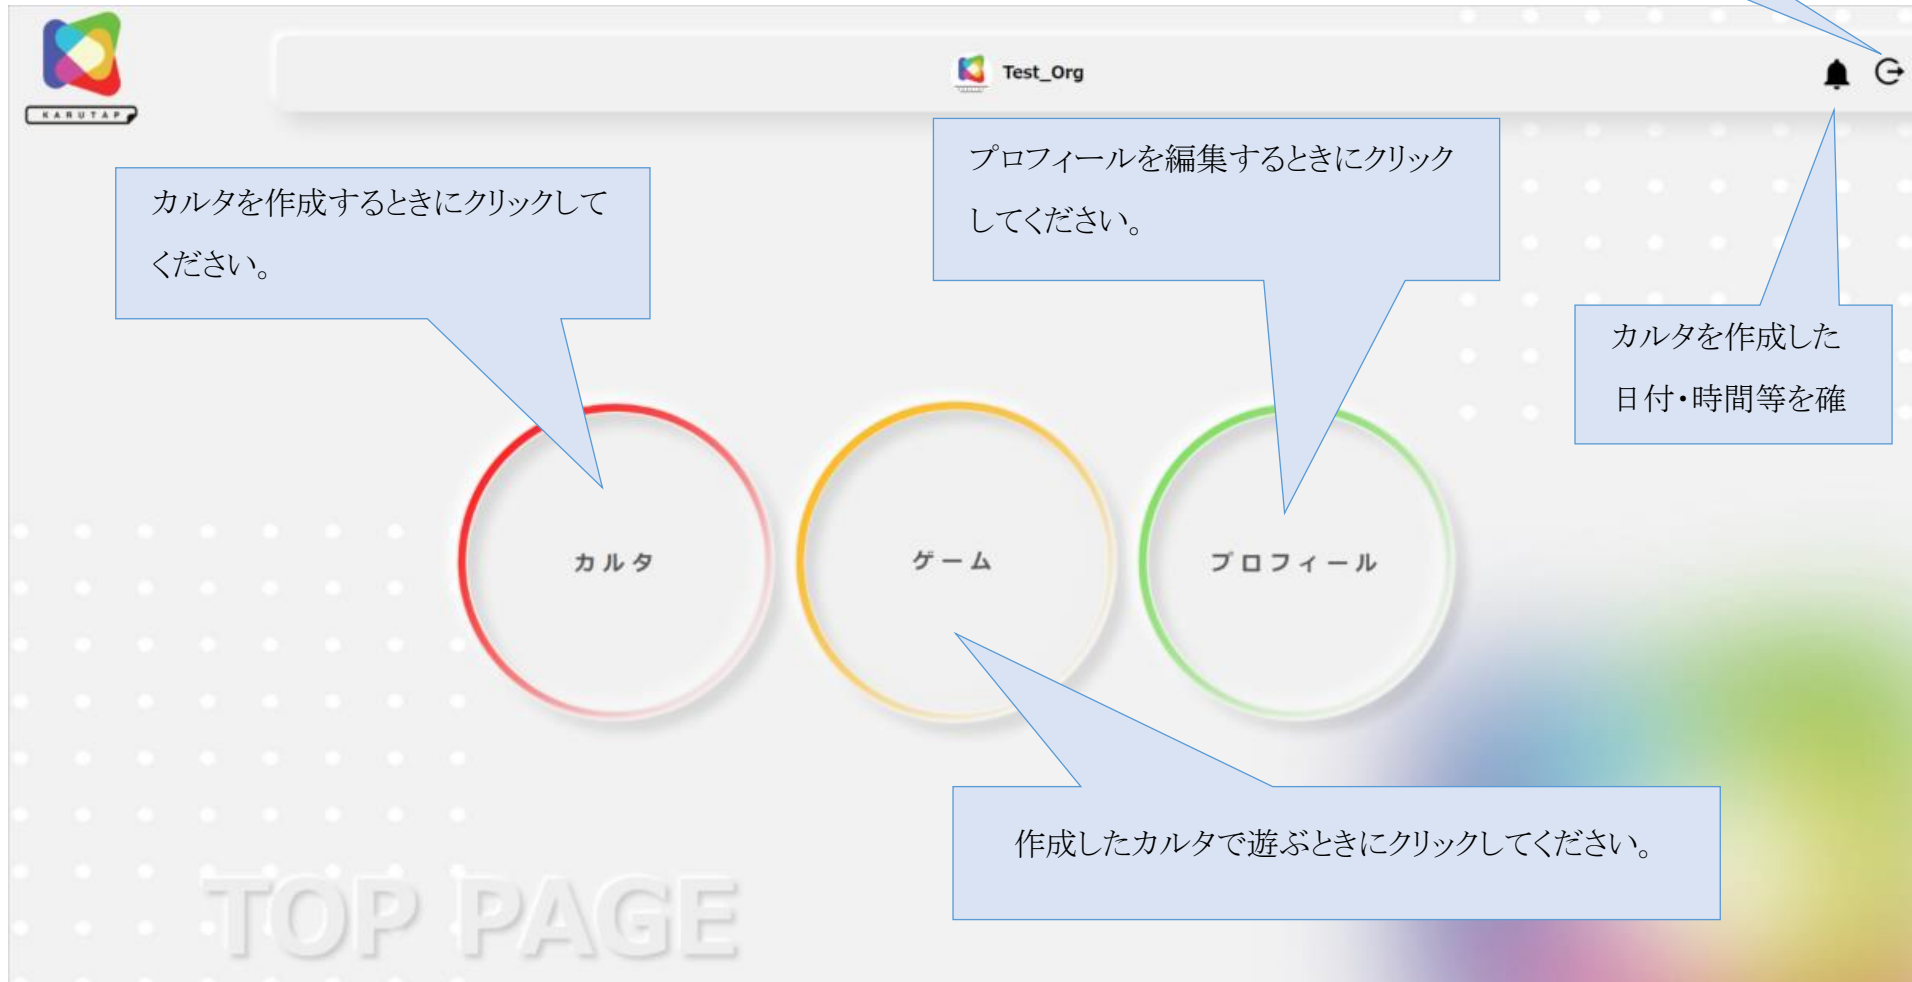 KARUTAP
Test_Org
プロフィールを編集するときにクリック
してください。
カルタを作成するときにクリックして
ください。
カルタを作成した
日付・時間等を確
カルタ
ゲーム
プロフィール
作成したカルタで遊ぶときにクリックしてください。
TOP PAGE